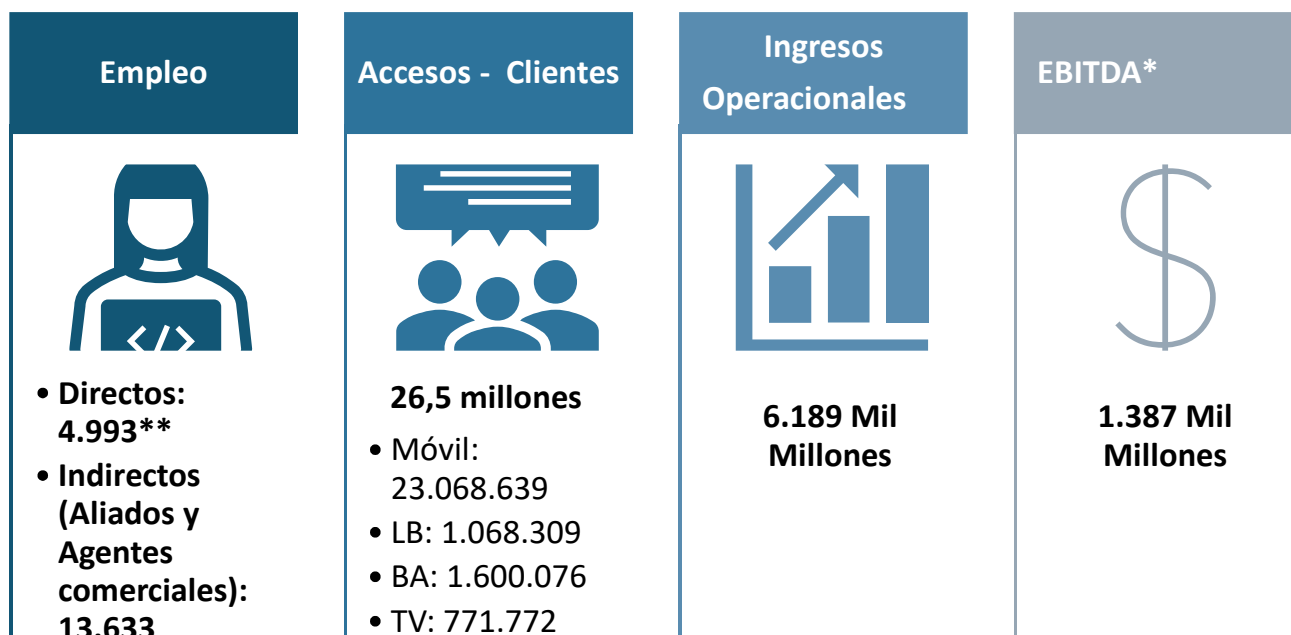 Empleo
• Directos:
4.993**
• Indirectos
(Aliados y
Agentes
comerciales):
13.633
Accesos - Clientes
26,5 millones
• Móvil:
23.068.639
• LB: 1.068.309
• BA: 1.600.076
• TV: 771.772
Ingresos
Operacionales
6.189 Mil
Millones
EBITDA*
1.387 Mil
Millones